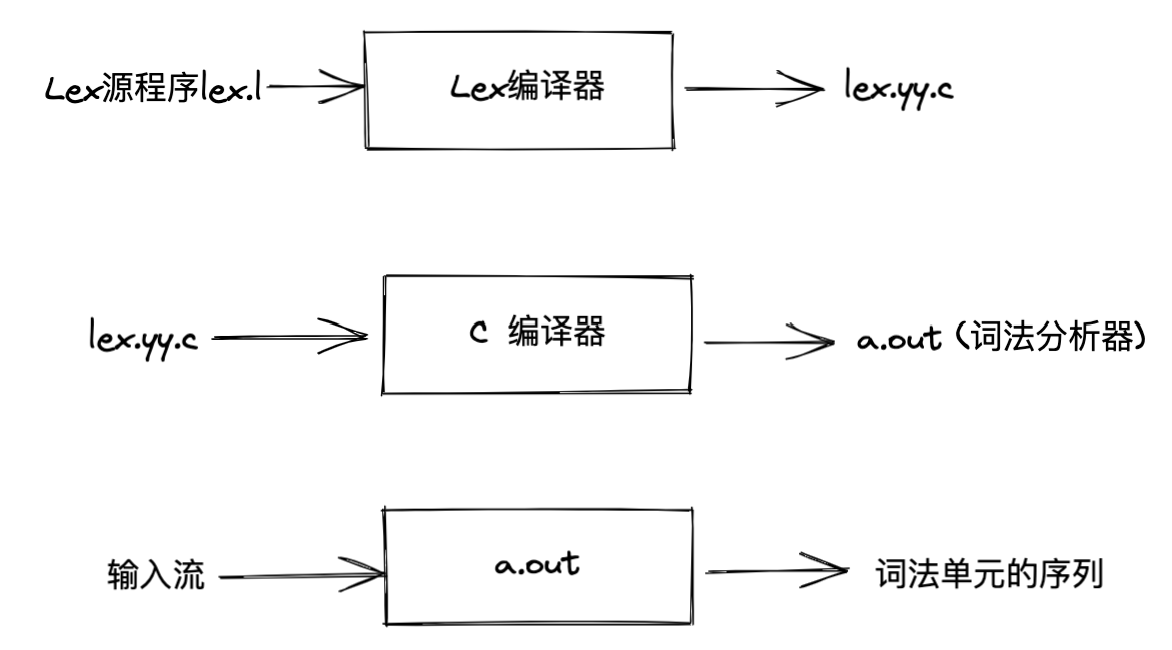 Lex源程序lex.l
Lex编译器
lex.yy.c
lex.yy.c
C 编译器
a.out (词法分析器)
输入流
a.out
词法单元的序列